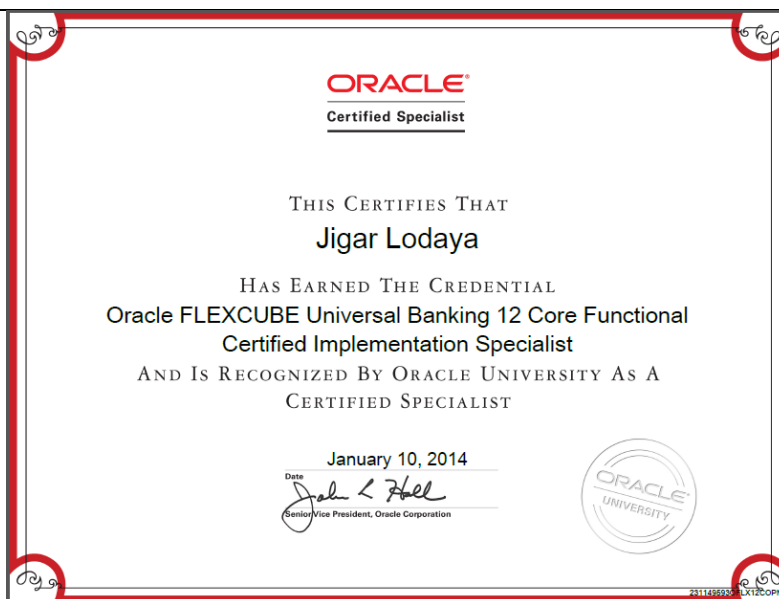 ORACLE®
Certified Specialist
THIS CERTIFIES THAT
Jigar Lodaya
HAS EARNED THE CREDENTIAL
Oracle FLEXCUBE Universal Banking 12 Core Functional
Certified Implementation Specialist
AND IS RECOGNIZED BY ORACLE UNIVERSITY AS A
CERTIFIED SPECIALIST
January 10, 2014
Date
John L Hall
Senior Vice President, Oracle Corporation
ORACLE
UNIVERSITY